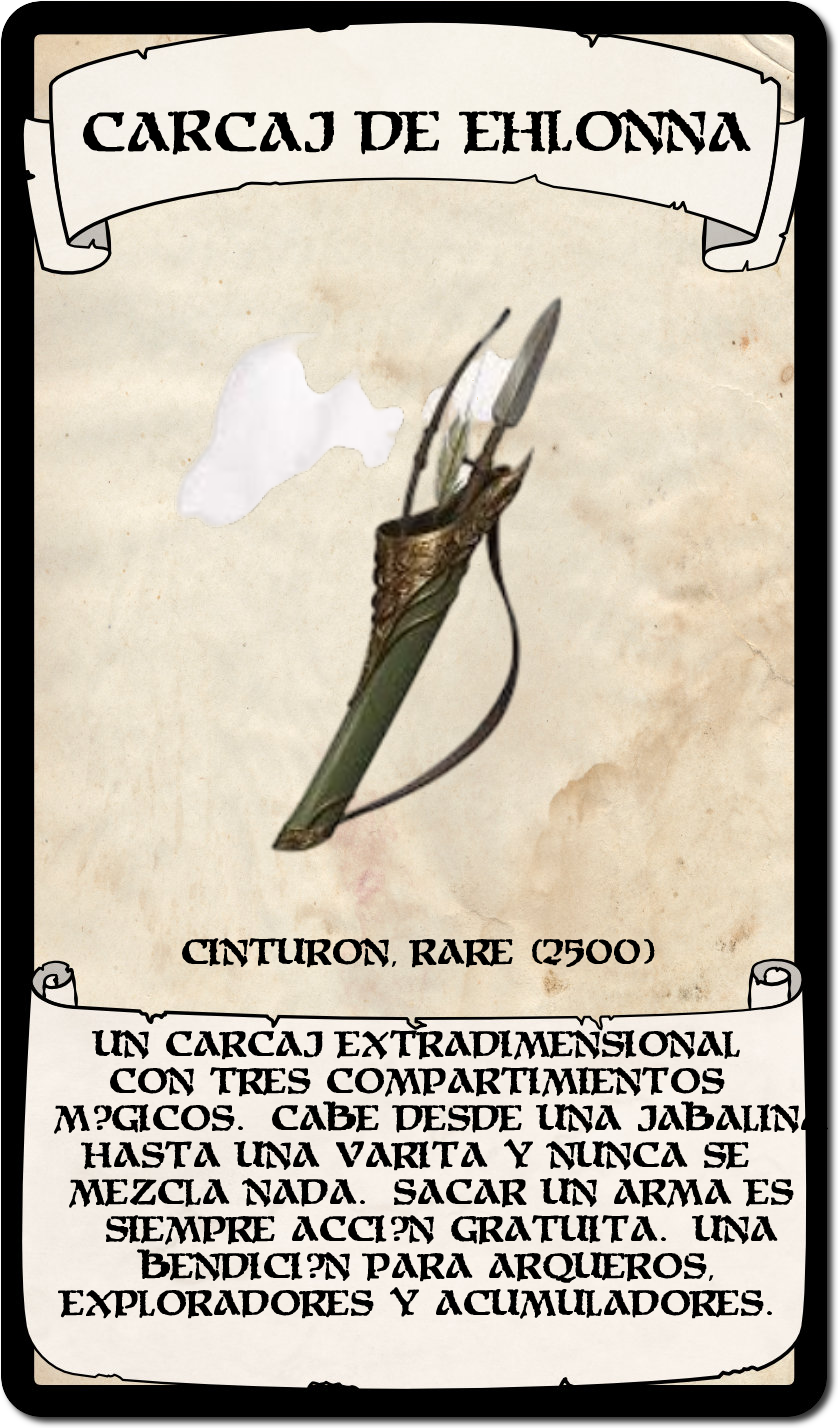 CARCAJ DE EHLONNA
CINTURON, RARE (2500)
UN CARCAJ EXTRADIMENSIONAL
CON TRES COMPARTIMIENTOS
M?GICOS. CABE DESDE UNA JABALINA
HASTA UNA VARITA Y NUNCA SE
MEZCLA NADA. SACAR UN ARMA ES
SIEMPRE ACCI?N GRATUITA. UNA
BENDICI?N PARA ARQUEROS,
EXPLORADORES Y ACUMULADORES.